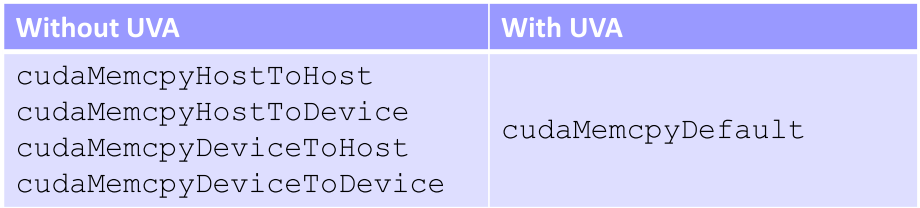 Without UVA
With UVA
cudaMemcpyHostToHost
cudaMemcpyHostToDevice
cudaMemcpyDeviceToHost
cudaMemcpyDeviceToDevice
cudaMemcpyDefault